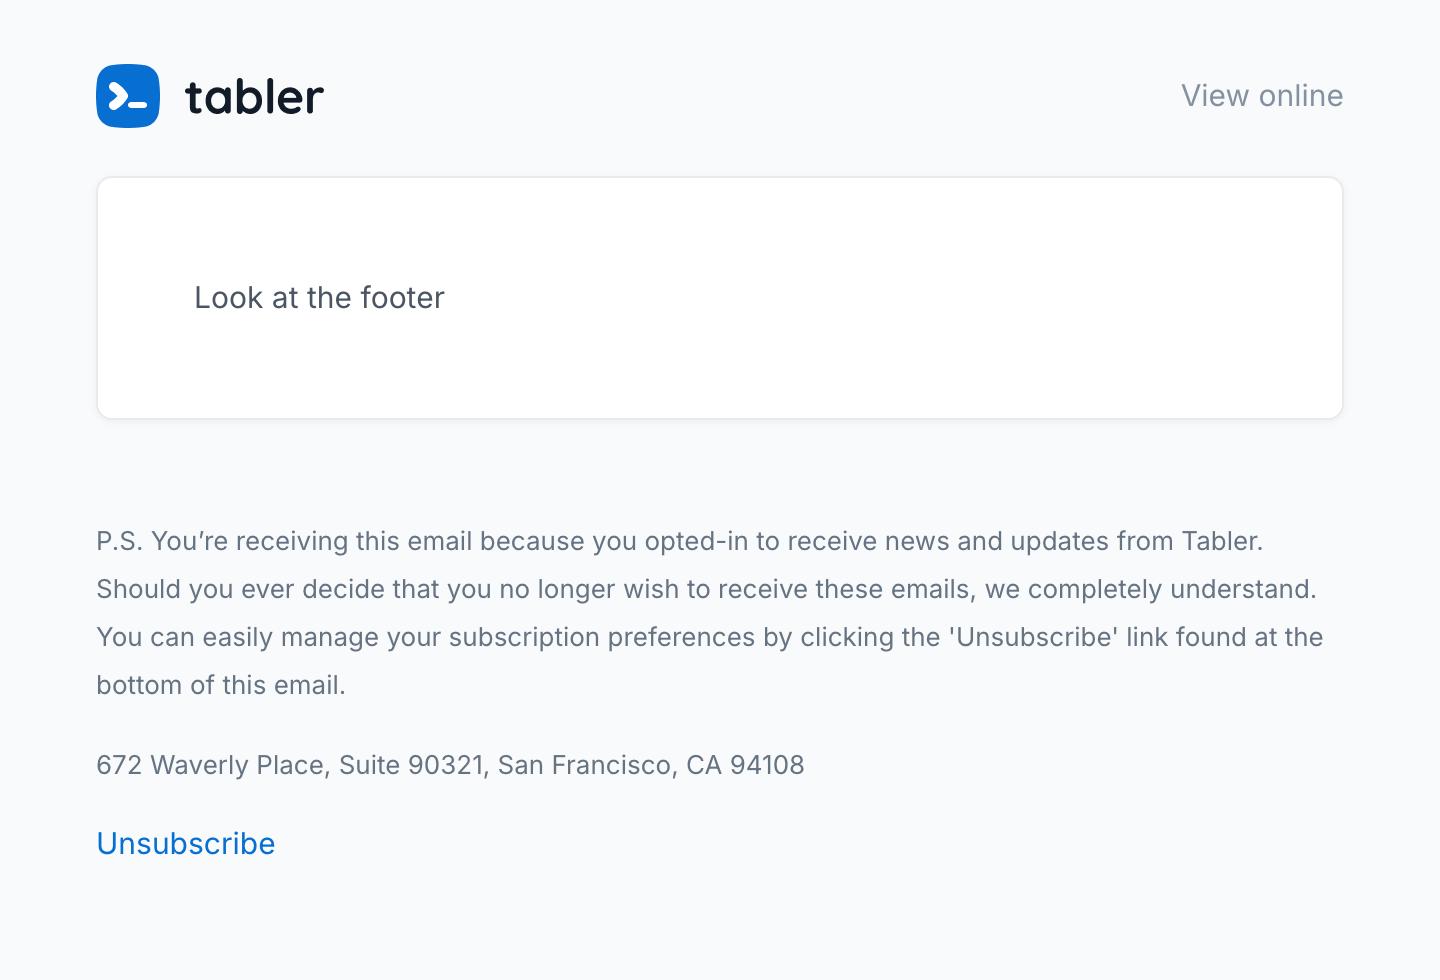 tabler
View online
Look at the footer
P.S. You’re receiving this email because you opted-in to receive news and updates from Tabler.
Should you ever decide that you no longer wish to receive these emails, we completely understand.
You can easily manage your subscription preferences by clicking the 'Unsubscribe' link found at the
bottom of this email.
672 Waverly Place, Suite 90321, San Francisco, CA 94108
Unsubscribe